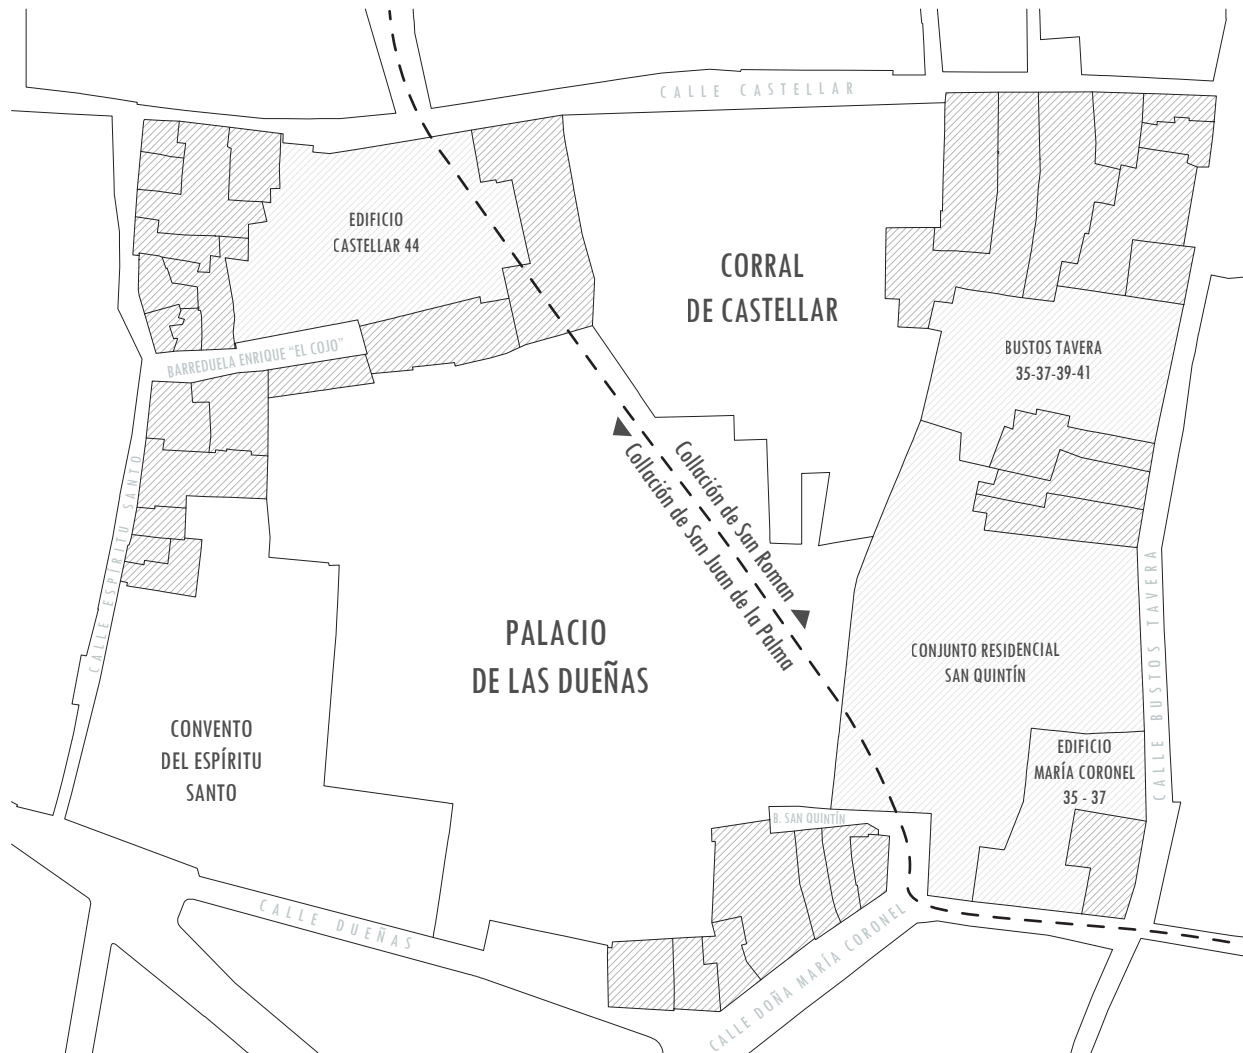 CALLE CASTELLAR
EDIFICIO
CASTELLAR 44
CORRAL
DE CASTELLAR
BARREDUELA ENRIQUE “EL COJO”
BUSTOS TAVERA
35-37-39-41
CALLE ESPÍRITU SANTO
Collación de San Roman
Collación de San Juan de la Palma
PALACIO
DE LAS DUEÑAS
CONJUNTO RESIDENCIAL
SAN QUINTÍN
CALLE BUSTOS TAVERA
CONVENTO
DEL ESPÍRITU
SANTO
EDIFICIO
MARÍA CORONEL
35 - 37
B. SAN QUINTÍN
CALLE DUEÑAS
CALLE DOÑA MARÍA CORONEL